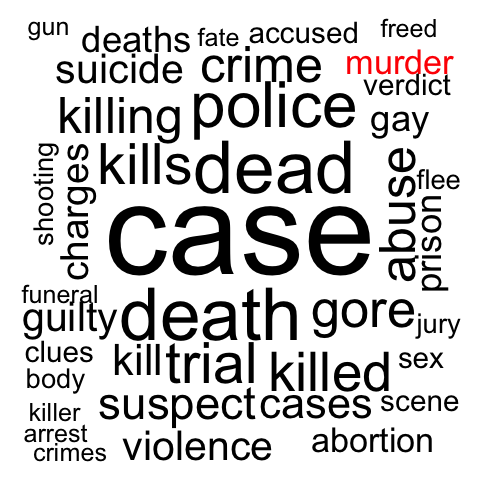 gun deaths fate accused freed
suicide crime murder
verdict
killing police gay
shooting charges kills dead abuse flee
prison
case
funeral
guilty death gore jury
clues kill trial killed sex
body
suspect cases scene
killer
arrest
crimes violence abortion